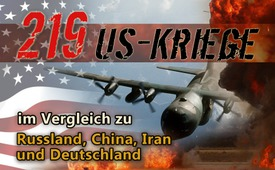 219 US-KRIEGE
im Vergleich zu
Russland, China, Iran
und Deutschland